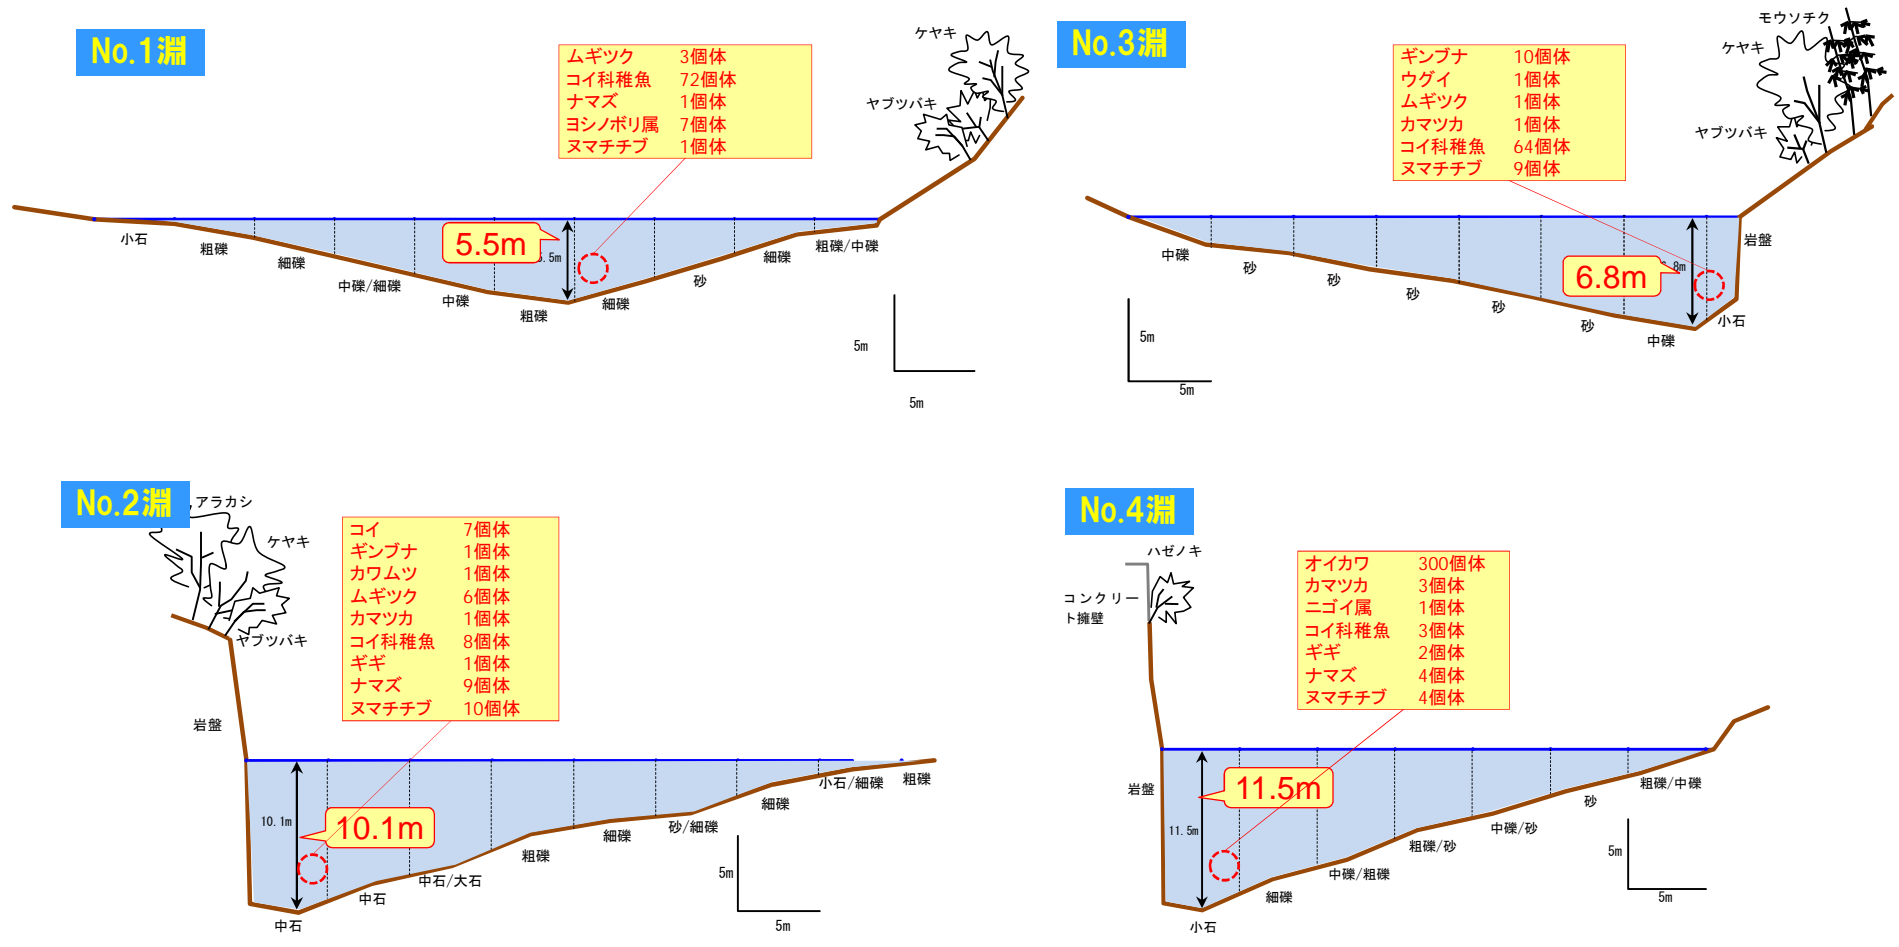 No.1淵
ムギツク 3個体
コイ科稚魚 72個体
ナマズ 1個体
ヨシノボリ属 7個体
ヌマチチブ 1個体
ケヤキ
ヤブツバキ
5.5m
小石
粗礫
細礫
中礫/細礫
中礫
粗礫
細礫
砂
細礫
粗礫/中礫
5m
5m
No.3淵
ギンブナ 10個体
ウグイ 1個体
ムギツク 1個体
カマツカ 1個体
コイ科稚魚 64個体
ヌマチチブ 9個体
モウソチク
ケヤキ
ヤブツバキ
岩盤
6.8m
中礫
砂
砂
砂
砂
砂
中礫
小石
5m
5m
No.2淵
アラカシ
ケヤキ
ヤブツバキ
コイ 7個体
ギンブナ 1個体
カワムツ 1個体
ムギツク 6個体
カマツカ 1個体
コイ科稚魚 8個体
ギギ 1個体
ナマズ 9個体
ヌマチチブ 10個体
岩盤
10.1m
10.1m
中石
中石
中石/大石
粗礫
細礫
砂/細礫
細礫
小石/細礫
粗礫
5m
5m
No.4淵
ハゼノキ
コンクリー
ト擁壁
オイカワ 300個体
カマツカ 3個体
ニゴイ属 1個体
コイ科稚魚 3個体
ギギ 2個体
ナマズ 4個体
ヌマチチブ 4個体
岩盤
11.5m
11.5m
小石
細礫
中礫/粗礫
粗礫/砂
中礫/砂
砂
粗礫/中礫
5m
5m